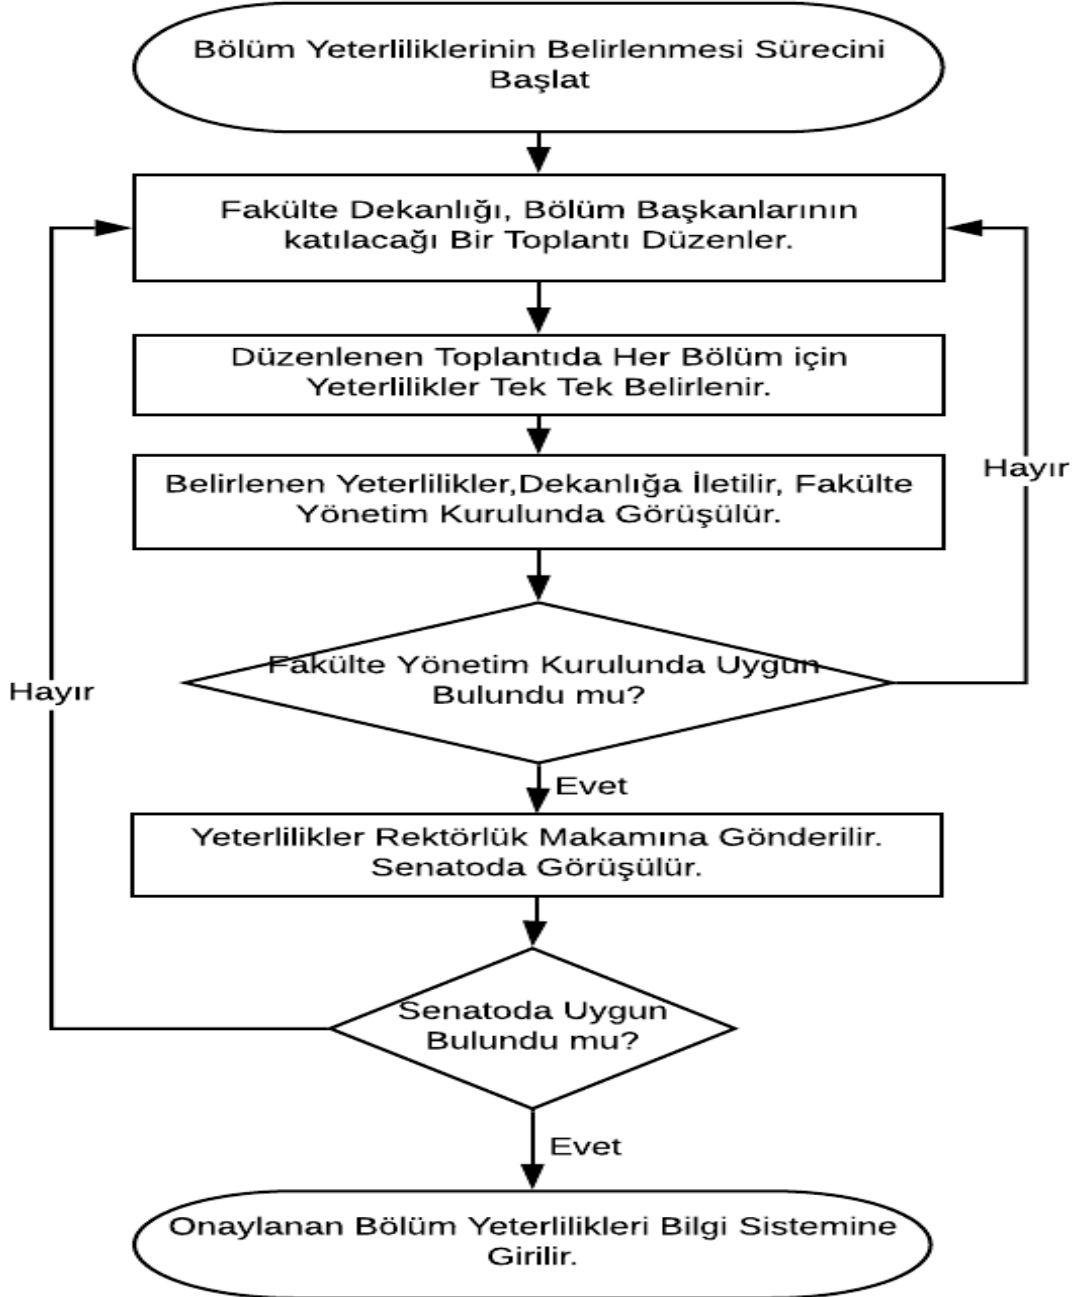 Bölüm Yeterliliklerinin Belirlenmesi Sürecini
Başlat
Fakülte Dekanlığı, Bölüm Başkanlarının
katılacağı Bir Toplantı Düzenler.
Düzenlenen Toplantıda Her Bölüm için
Yeterlilikler Tek Tek Belirlenir.
Belirlenen Yeterlilikler,Dekanlığa İletilir, Fakülte
Yönetim Kurulunda Görüşülür.
Hayır
Fakülte Yönetim Kurulunda Uygun
Bulundu mu?
Hayır
Evet
Yeterlilikler Rektörlük Makamına Gönderilir.
Senatoda Görüşülür.
Senatoda Uygun
Bulundu mu?
Evet
Onaylanan Bölüm Yeterlilikleri Bilgi Sistemine
Girilir.